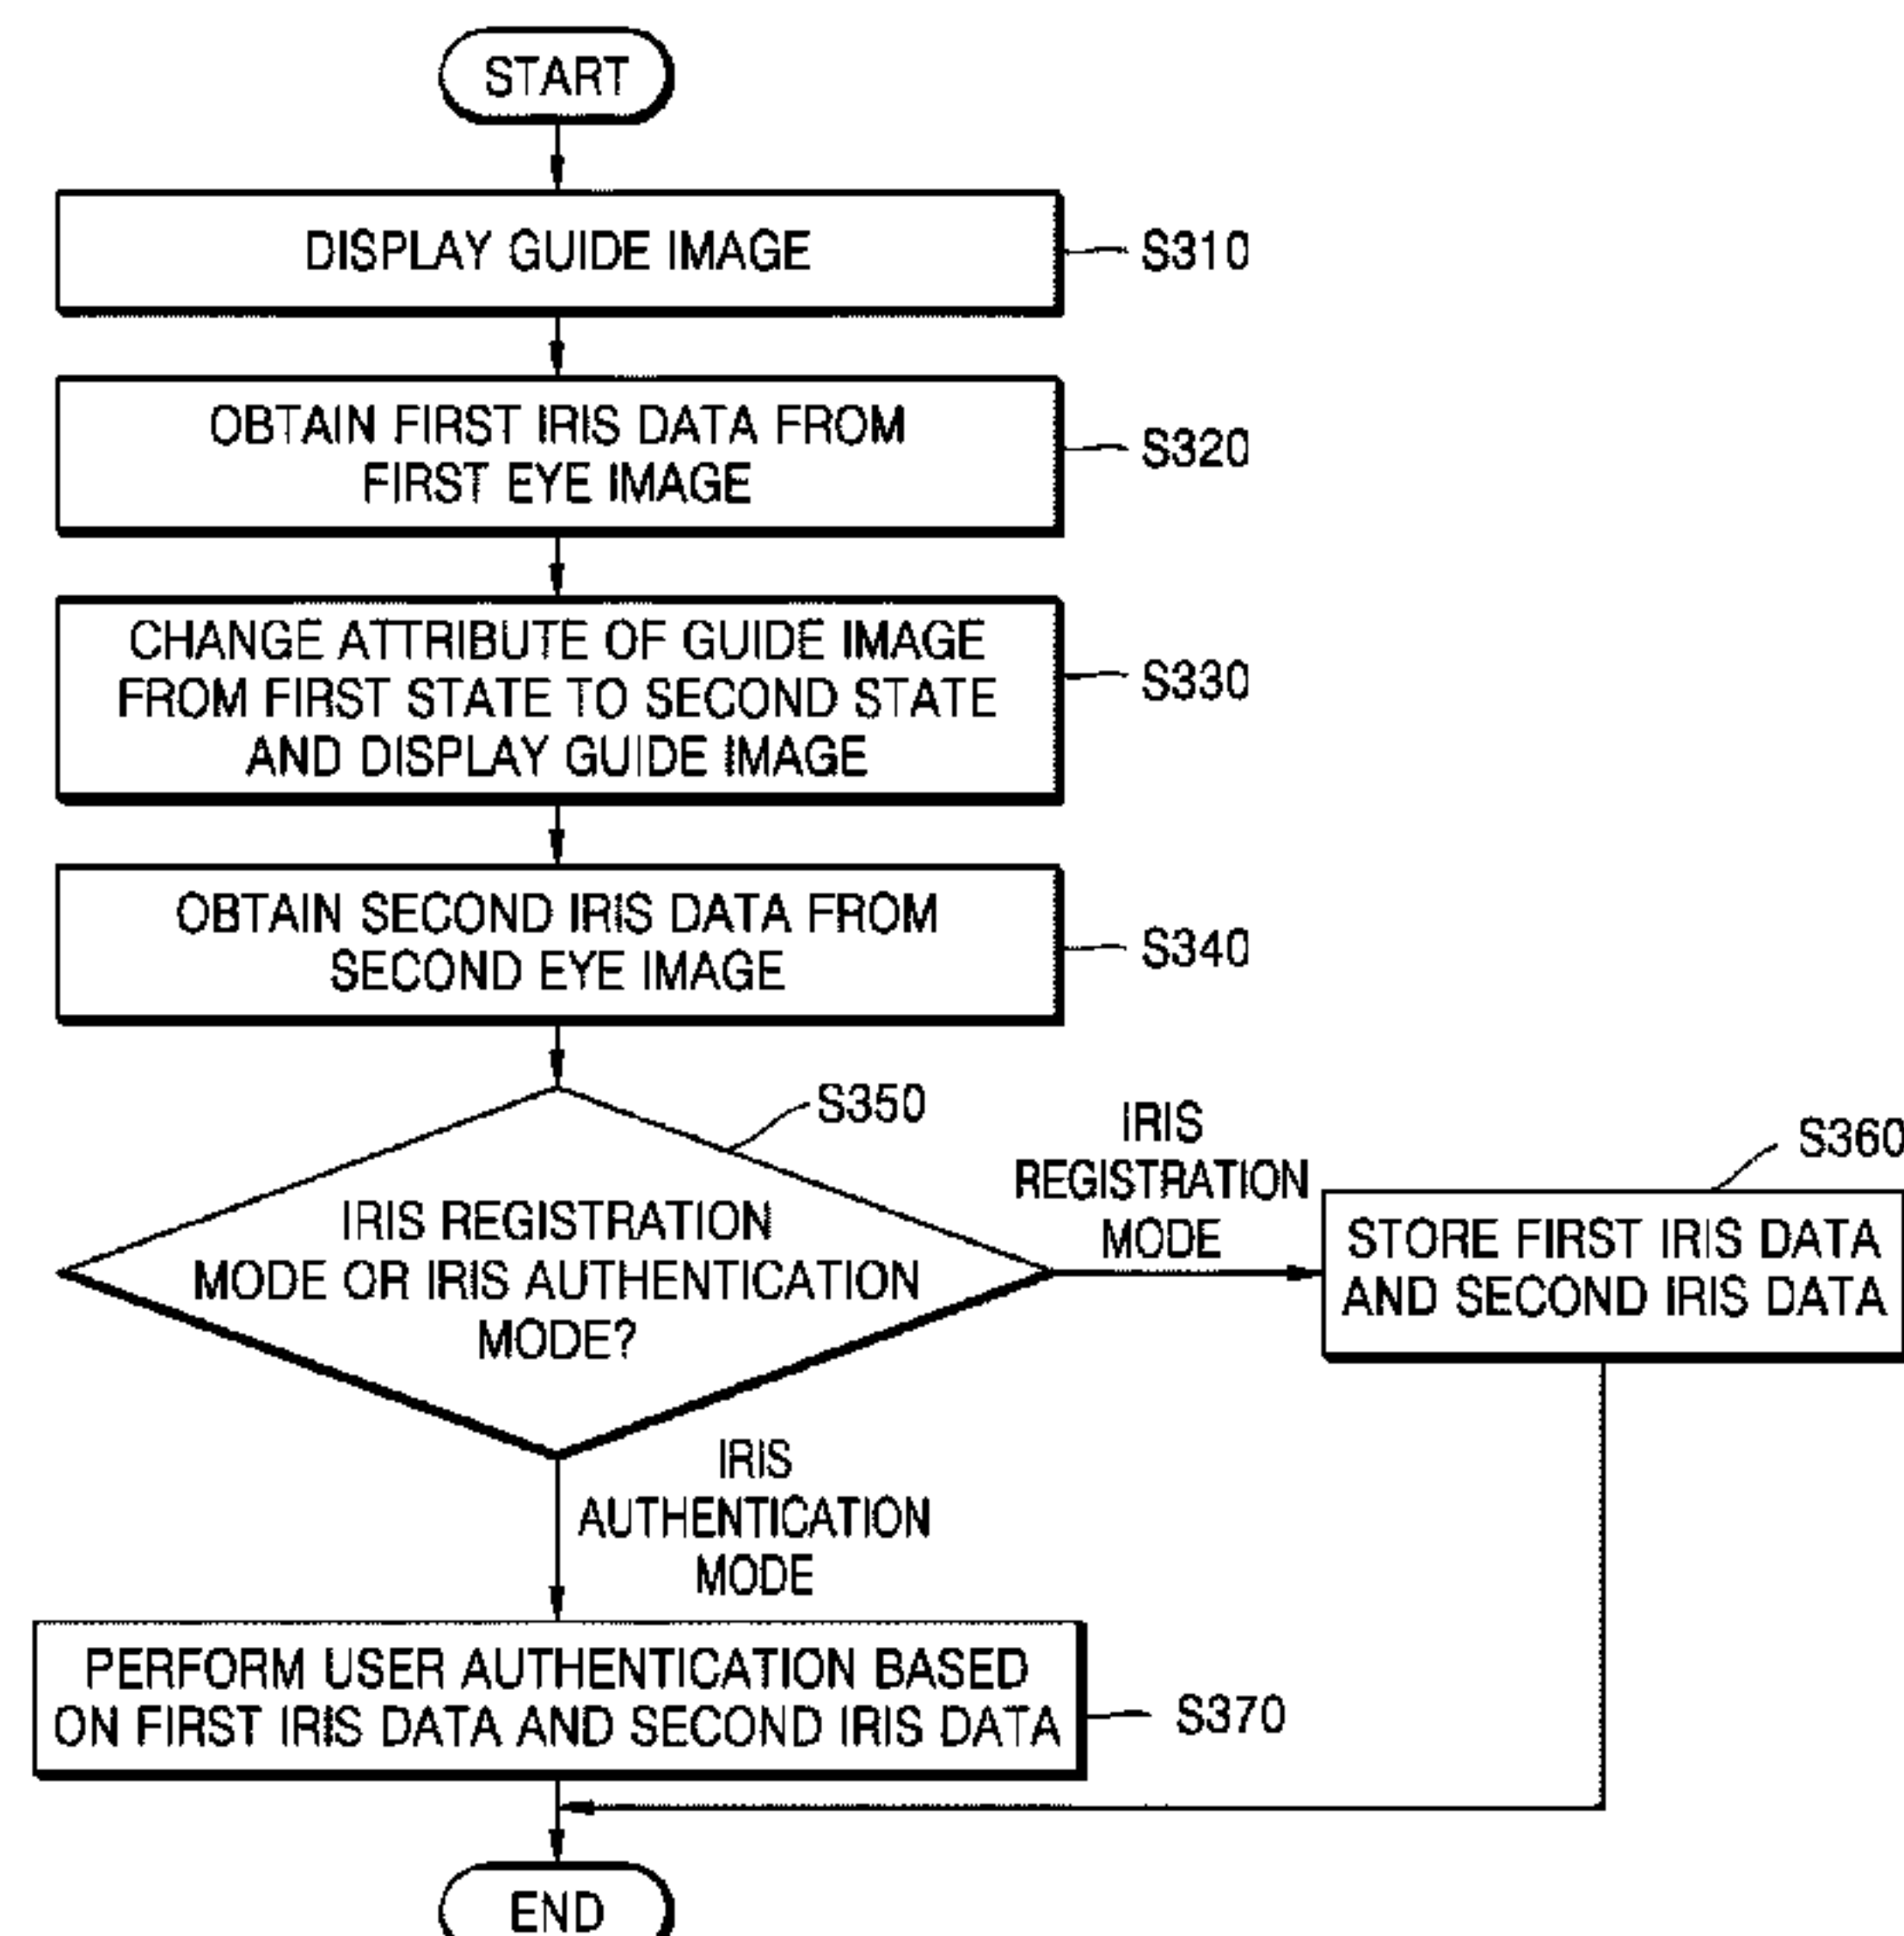 START
DISPLAY GUIDE IMAGE
S310
OBTAIN FIRST IRIS DATA FROM
FIRST EYE IMAGE
S320
CHANGE ATTRIBUTE OF GUIDE IMAGE
FROM FIRST STATE TO SECOND STATE
AND DISPLAY GUIDE IMAGE
S330
OBTAIN SECOND IRIS DATA FROM
SECOND EYE IMAGE
S340
S350
IRIS REGISTRATION
MODE OR IRIS AUTHENTICATION
MODE?
IRIS
REGISTRATION
MODE
S360
STORE FIRST IRIS DATA
AND SECOND IRIS DATA
IRIS
AUTHENTICATION
MODE
PERFORM USER AUTHENTICATION BASED
ON FIRST IRIS DATA AND SECOND IRIS DATA
S370
END